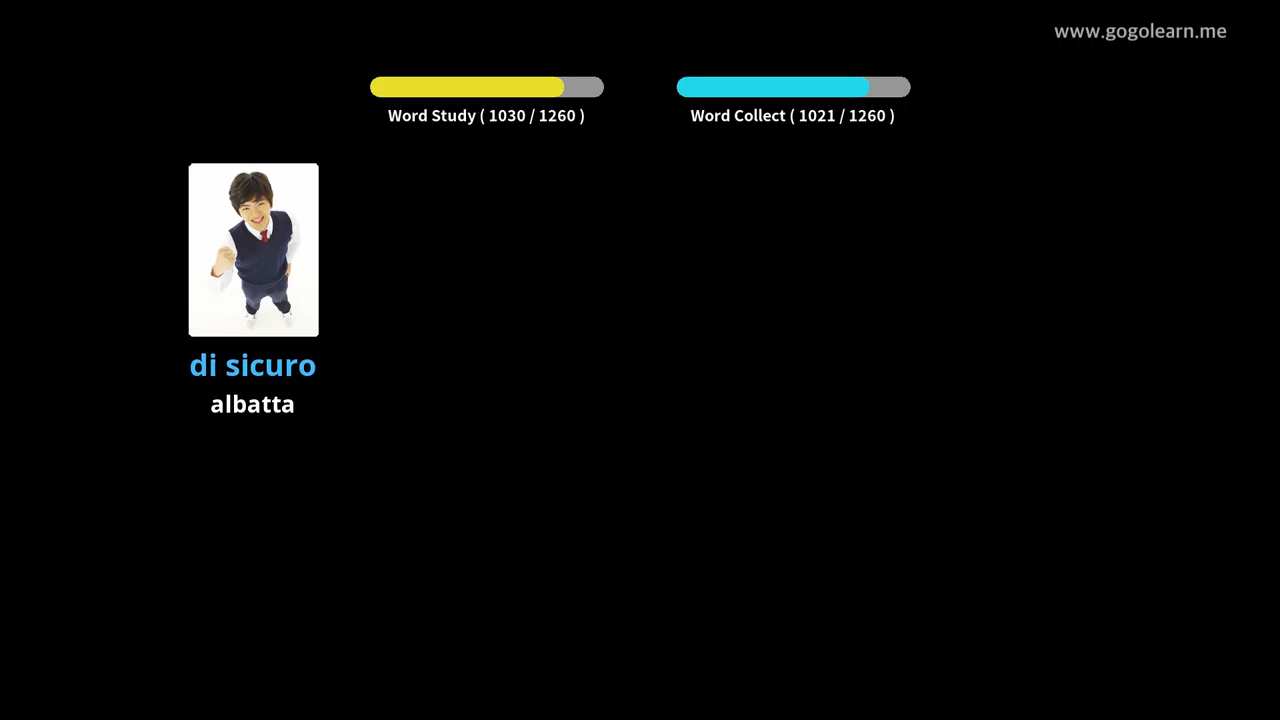 www.gogolearn.me
Word Study ( 1030 / 1260 )
Word Collect ( 1021 / 1260 )
di sicuro
albatta